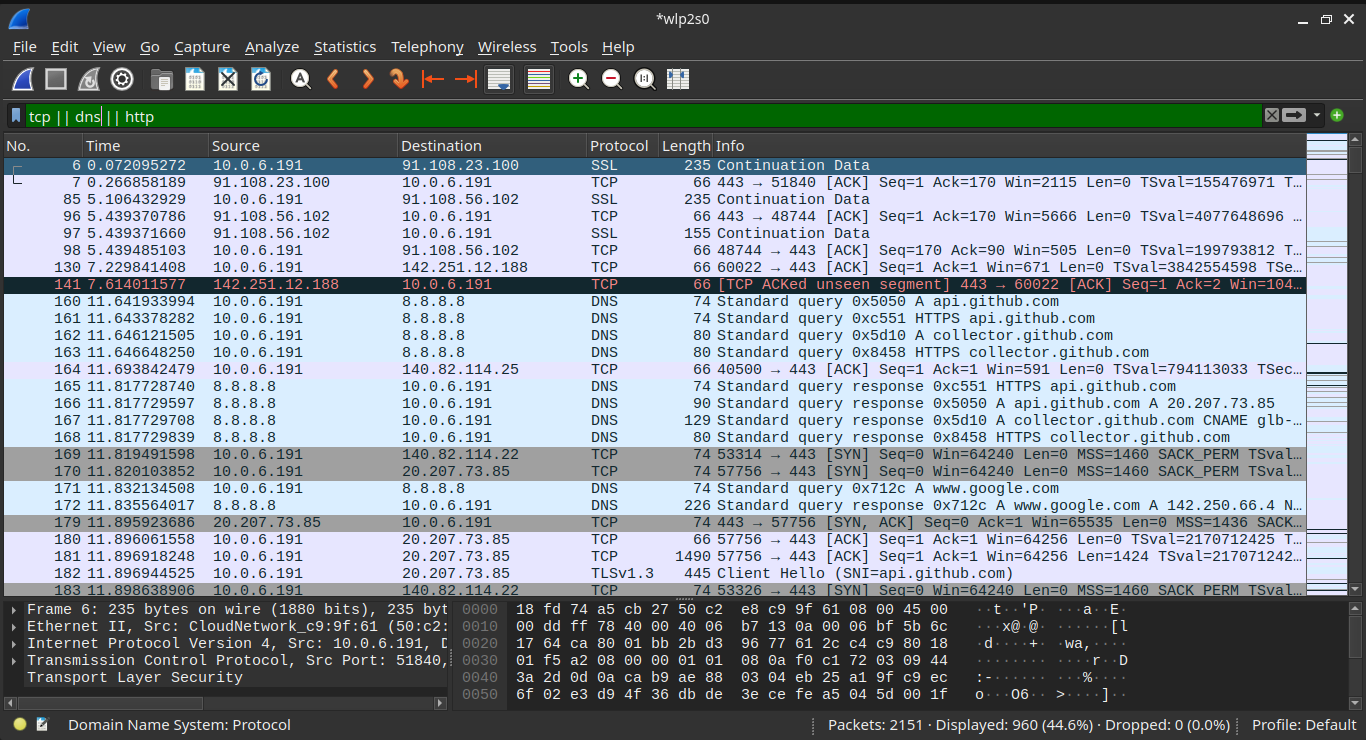 *wlp2s0
File Edit View Go Capture Analyze Statistics Telephony Wireless Tools Help
tcp || dns || http
No. Time Source Destination Protocol Length Info
6 0.072095272 10.0.6.191 91.108.23.100 SSL 235 Continuation Data
7 0.266858189 91.108.23.100 10.0.6.191 TCP 66 443 → 51840 [ACK] Seq=1 Ack=170 Win=2115 Len=0 TSval=155476971 T…
85 5.106432929 10.0.6.191 91.108.56.102 SSL 235 Continuation Data
96 5.439370786 91.108.56.102 10.0.6.191 TCP 66 443 → 48744 [ACK] Seq=1 Ack=170 Win=5666 Len=0 TSval=4077648696 …
97 5.439371660 91.108.56.102 10.0.6.191 SSL 155 Continuation Data
98 5.439485103 10.0.6.191 91.108.56.102 TCP 66 48744 → 443 [ACK] Seq=170 Ack=90 Win=505 Len=0 TSval=199793812 T…
130 7.229841408 10.0.6.191 142.251.12.188 TCP 66 60022 → 443 [ACK] Seq=1 Ack=1 Win=671 Len=0 TSval=3842554598 TSe…
141 7.614011577 142.251.12.188 10.0.6.191 TCP 66 [TCP ACKed unseen segment] 443 → 60022 [ACK] Seq=1 Ack=2 Win=104…
160 11.641933994 10.0.6.191 8.8.8.8 DNS 74 Standard query 0x5050 A api.github.com
161 11.643378282 10.0.6.191 8.8.8.8 DNS 74 Standard query 0xc551 HTTPS api.github.com
162 11.646121505 10.0.6.191 8.8.8.8 DNS 80 Standard query 0x5d10 A collector.github.com
163 11.646648250 10.0.6.191 8.8.8.8 DNS 80 Standard query 0x8458 HTTPS collector.github.com
164 11.693842479 10.0.6.191 140.82.114.25 TCP 66 40500 → 443 [ACK] Seq=1 Ack=1 Win=591 Len=0 TSval=794113033 TSec…
165 11.817728740 8.8.8.8 10.0.6.191 DNS 74 Standard query response 0xc551 HTTPS api.github.com
166 11.817729597 8.8.8.8 10.0.6.191 DNS 90 Standard query response 0x5050 A api.github.com A 20.207.73.85
167 11.817729708 8.8.8.8 10.0.6.191 DNS 129 Standard query response 0x5d10 A collector.github.com CNAME glb-…
168 11.817729839 8.8.8.8 10.0.6.191 DNS 80 Standard query response 0x8458 HTTPS collector.github.com
169 11.819491598 10.0.6.191 140.82.114.22 TCP 74 53314 → 443 [SYN] Seq=0 Win=64240 Len=0 MSS=1460 SACK_PERM TSval…
170 11.820103852 10.0.6.191 20.207.73.85 TCP 74 57756 → 443 [SYN] Seq=0 Win=64240 Len=0 MSS=1460 SACK_PERM TSval…
171 11.832134508 10.0.6.191 8.8.8.8 DNS 74 Standard query 0x712c A www.google.com
172 11.835564017 8.8.8.8 10.0.6.191 DNS 226 Standard query response 0x712c A www.google.com A 142.250.66.4 N…
179 11.895923686 20.207.73.85 10.0.6.191 TCP 74 443 → 57756 [SYN, ACK] Seq=0 Ack=1 Win=65535 Len=0 MSS=1436 SACK…
180 11.896061558 10.0.6.191 20.207.73.85 TCP 66 57756 → 443 [ACK] Seq=1 Ack=1 Win=64256 Len=0 TSval=2170712425 T…
181 11.896918248 10.0.6.191 20.207.73.85 TCP 1490 57756 → 443 [ACK] Seq=1 Ack=1 Win=64256 Len=1424 TSval=217071242…
182 11.896944525 10.0.6.191 20.207.73.85 TLSv1.3 445 Client Hello (SNI=api.github.com)
183 11.898638906 10.0.6.191 140.82.114.22 TCP 74 53326 → 443 [SYN] Seq=0 Win=64240 Len=0 MSS=1460 SACK_PERM TSval…
Frame 6: 235 bytes on wire (1880 bits), 235 byt
Ethernet II, Src: CloudNetwork_c9:9f:61 (50:c2:
Internet Protocol Version 4, Src: 10.0.6.191, D
Transmission Control Protocol, Src Port: 51840,
Transport Layer Security
0000 18 fd 74 a5 cb 27 50 c2 e8 c9 9f 61 08 00 45 00 ··t··'P· ···a··E·
0010 00 dd ff 78 40 00 40 06 b7 13 0a 00 06 bf 5b 6c ···x@·@· ······[l
0020 17 64 ca 80 01 bb 2b d3 96 77 61 2c c4 c9 80 18 ·d····+· ·wa,····
0030 01 f5 a2 08 00 00 01 01 08 0a f0 c1 72 03 09 44 ········ ····r··D
0040 3a 2d 0d 0a ca b9 ae 88 03 04 eb 25 a1 9f c9 ec :-······ ···%····
0050 6f 02 e3 d9 4f 36 db de 3e ce fe a5 04 5d 00 1f o···O6·· >····]··
Domain Name System: Protocol
Packets: 2151 · Displayed: 960 (44.6%) · Dropped: 0 (0.0%)
Profile: Default